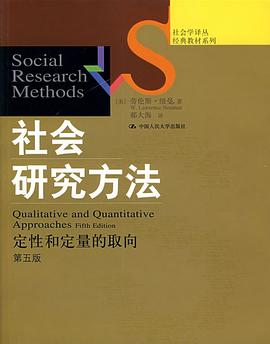 社会学译丛
经典教材系列
Social
Research
Methods
[美] 劳伦斯·纽曼 著
W. Lawrence Neuman
郝大海 译
中国人民大学出版社
社会
研究方法
Qualitative and Quantitative
Approaches Fifth Edition
定性和定量的取向
第五版